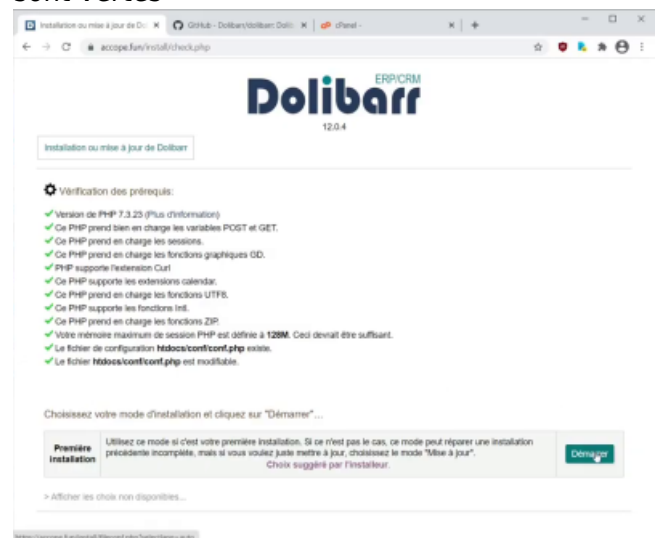 sont vertes
Installation ou mise à jour de Do
GitHub - Dolibarr/dolibarr: Dolib
cPanel -
accope.fun/install/check.php
ERP/CRM
Dolibarr
12.0.4
Installation ou mise à jour de Dolibarr
Vérification des prérequis:
Version de PHP 7.3.23 (Plus d'information)
Ce PHP prend bien en charge les variables POST et GET.
Ce PHP prend en charge les sessions.
Ce PHP prend en charge les fonctions graphiques GD.
PHP supporte l'extension Curl
Ce PHP supporte les extensions calendar.
Ce PHP prend en charge les fonctions UTF8.
Ce PHP supporte les fonctions Intl.
Ce PHP prend en charge les fonctions ZIP.
Votre mémoire maximum de session PHP est définie à 128M. Ceci devrait être suffisant.
Le fichier de configuration htdocs/conf/conf.php existe.
Le fichier htdocs/conf/conf.php est modifiable.
Choisissez votre mode d'installation et cliquez sur "Démarrer"...
Première installation
Utilisez ce mode si c'est votre première installation. Si ce n'est pas le cas, ce mode peut réparer une installation
précédente incomplète, mais si vous voulez juste mettre à jour, choisissez le mode "Mise à jour".
Choix suggéré par l'installeur.
Démarrer
> Afficher les choix non disponibles...